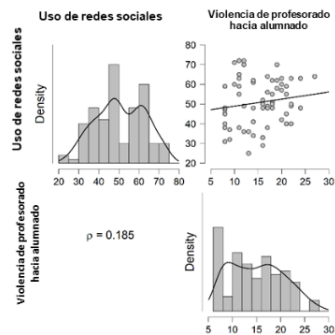 Uso de redes sociales
Violencia de profesorado
hacia alumnado
Uso de redes sociales
Density
80
70
60
50
40
30
20
20 30 40 50 60 70 80
5 10 15 20 25 30
Violencia de profesorado
hacia alumnado
ρ = 0.185
Density
5 10 15 20 25 30